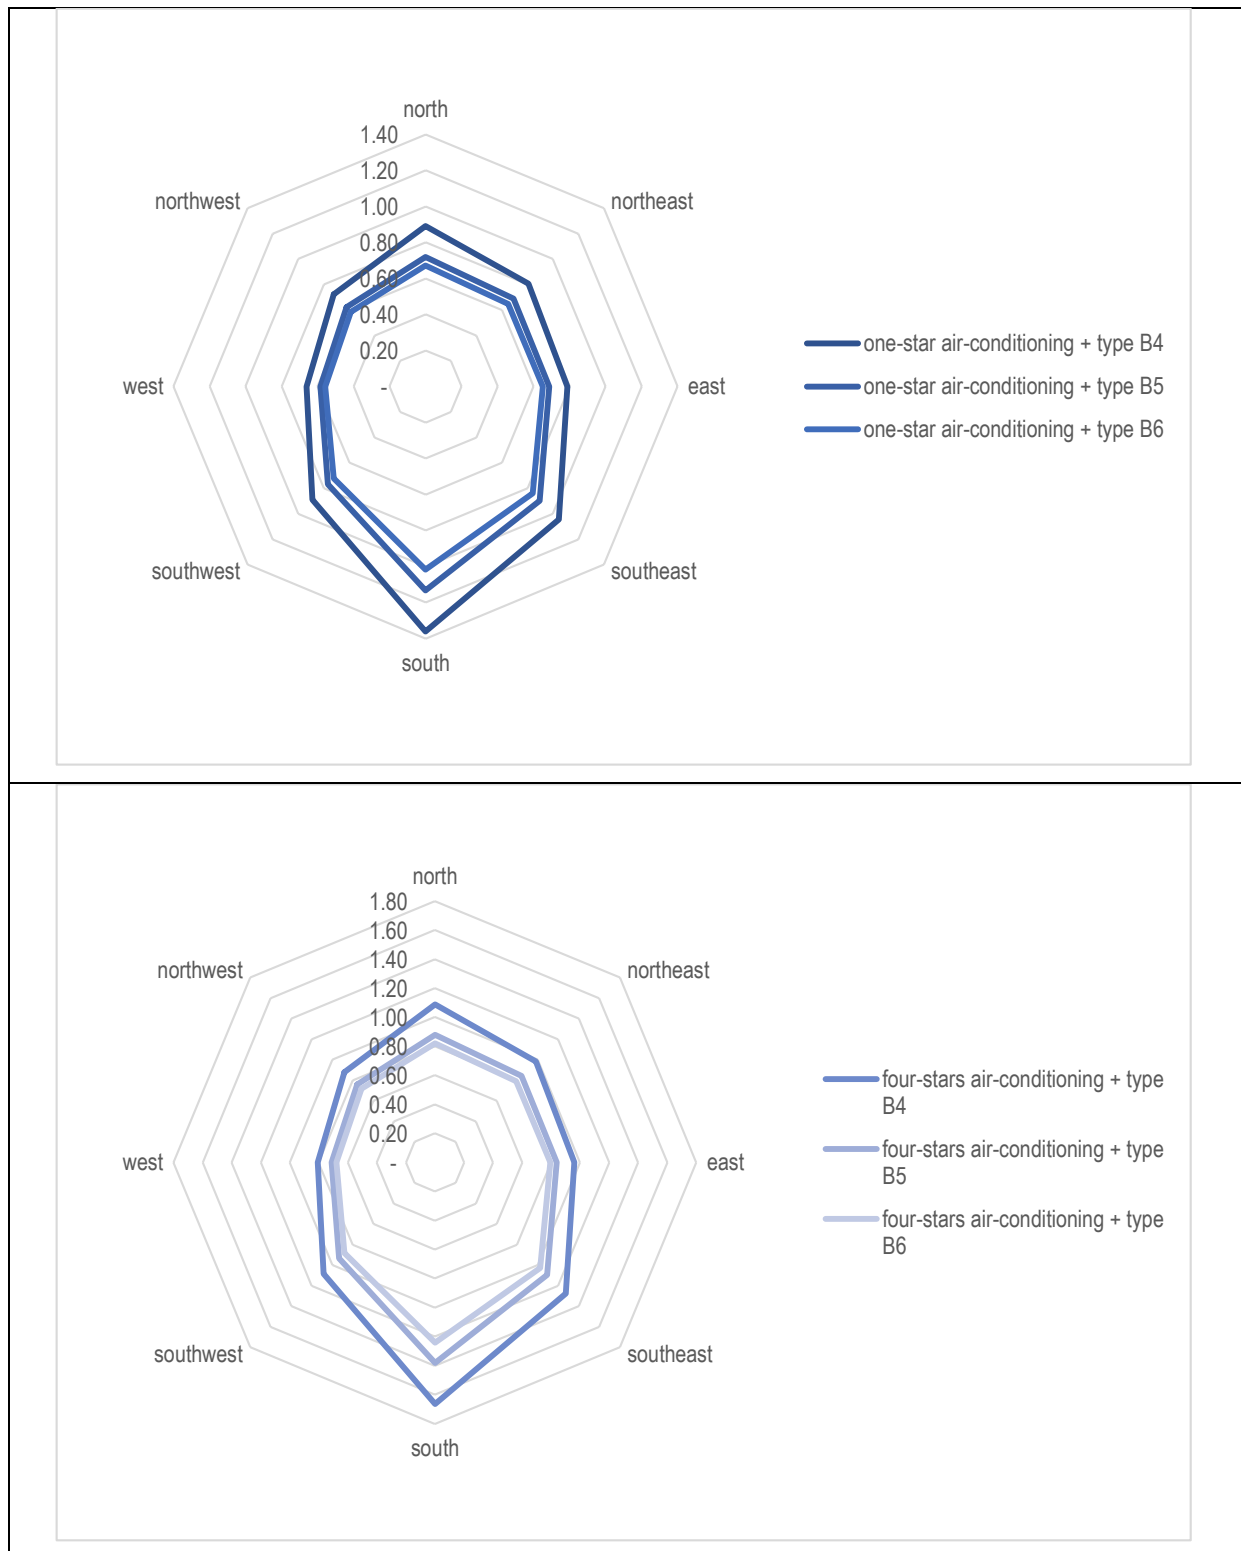 north
1.40
1.20
1.00
0.80
0.60
0.40
0.20
-
northwest
northeast
west
east
southwest
southeast
south
one-star air-conditioning + type B4
one-star air-conditioning + type B5
one-star air-conditioning + type B6
north
1.80
1.60
1.40
1.20
1.00
0.80
0.60
0.40
0.20
-
northwest
northeast
west
east
southwest
southeast
south
four-stars air-conditioning + type
B4
four-stars air-conditioning + type
B5
four-stars air-conditioning + type
B6